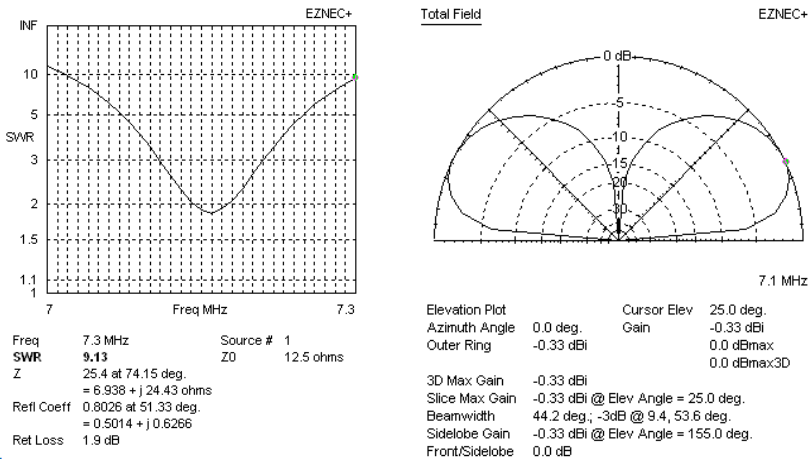 EZNEC+
INF
10
5
SWR
3
2
1.5
1.1
1
7
Freq MHz
7.3
Freq 7.3 MHz Source # 1
SWR 9.13 Z0 12.5 ohms
Z 25.4 at 74.15 deg.
= 6.938 + j 24.43 ohms
Refl Coeff 0.8026 at 51.33 deg.
= 0.5014 + j 0.6266
Ret Loss 1.9 dB
Total Field
EZNEC+
0 dB
-5
-10
-15
-20
-30
7.1 MHz
Elevation Plot Cursor Elev 25.0 deg.
Azimuth Angle 0.0 deg. Gain -0.33 dBi
Outer Ring -0.33 dBi 0.0 dBmax
0.0 dBmax3D
3D Max Gain -0.33 dBi
Slice Max Gain -0.33 dBi @ Elev Angle = 25.0 deg.
Beamwidth 44.2 deg.; -3dB @ 9.4, 53.6 deg.
Sidelobe Gain -0.33 dBi @ Elev Angle = 155.0 deg.
Front/Sidelobe 0.0 dB